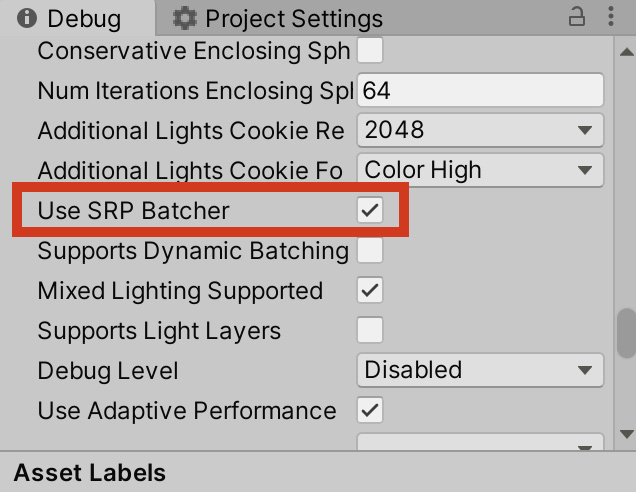 Debug Project Settings
Conservative Enclosing Sph
Num Iterations Enclosing Spl 64
Additional Lights Cookie Re 2048
Additional Lights Cookie Fo Color High
Use SRP Batcher
Supports Dynamic Batching
Mixed Lighting Supported
Supports Light Layers
Debug Level Disabled
Use Adaptive Performance
Asset Labels